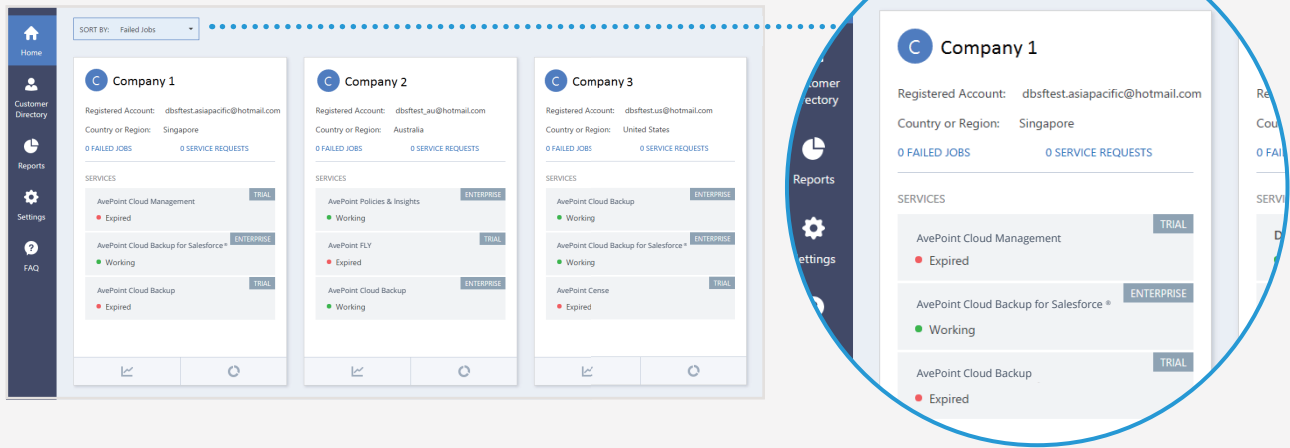 SORT BY: Failed Jobs
Home
Customer
Directory
Reports
Settings
FAQ
C Company 1
Registered Account: dbsftest.asiapacific@hotmail.com
Country or Region: Singapore
0 FAILED JOBS 0 SERVICE REQUESTS
SERVICES
TRIAL
AvePoint Cloud Management
Expired
ENTERPRISE
AvePoint Cloud Backup for Salesforce®
Working
TRIAL
AvePoint Cloud Backup
Expired
C Company 2
Registered Account: dbsftest_au@hotmail.com
Country or Region: Australia
0 FAILED JOBS 0 SERVICE REQUESTS
SERVICES
ENTERPRISE
AvePoint Policies & Insights
Working
TRIAL
AvePoint FLY
Expired
ENTERPRISE
AvePoint Cloud Backup
Working
C Company 3
Registered Account: dbsftest.us@hotmail.com
Country or Region: United States
0 FAILED JOBS 0 SERVICE REQUESTS
SERVICES
ENTERPRISE
AvePoint Cloud Backup
Working
AvePoint Cloud Backup for Salesforce®
Working
TRIAL
AvePoint Cense
Expired
omer
ectory
Reports
ettings
C Company 1
Registered Account: dbsftest.asiapacific@hotmail.com
Country or Region: Singapore
0 FAILED JOBS 0 SERVICE REQUESTS
SERVICES
TRIAL
AvePoint Cloud Management
Expired
ENTERPRISE
AvePoint Cloud Backup for Salesforce ®
Working
TRIAL
AvePoint Cloud Backup
Expired
Re
Cou
0 FAI
SERVI
D